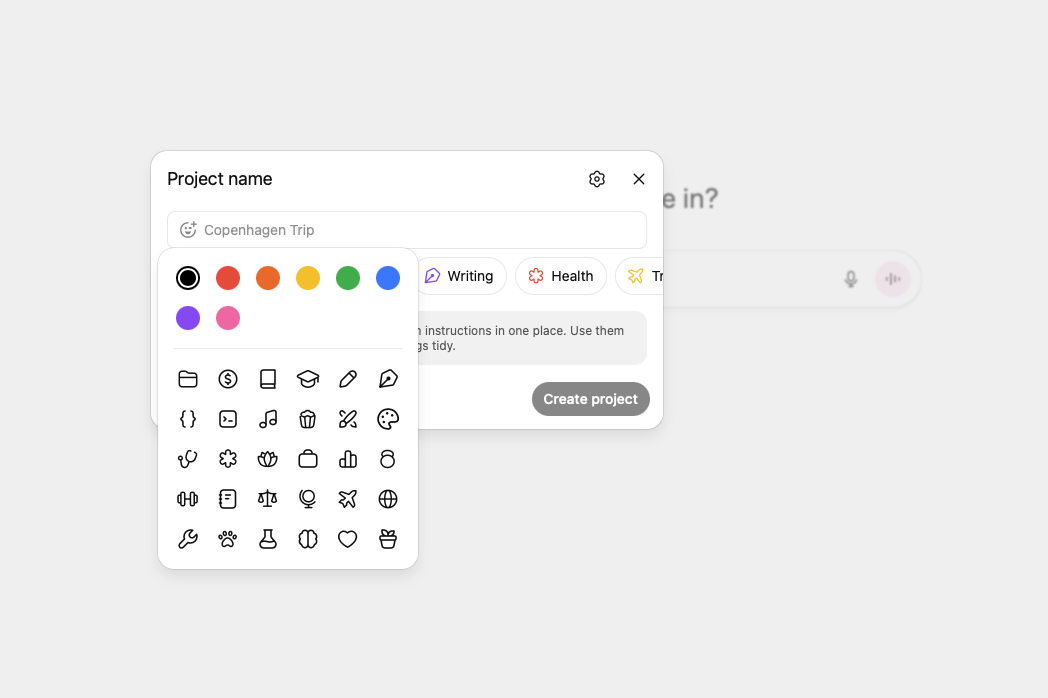 Project name
e in?
Copenhagen Trip
Writing
Health
Tr
instructions in one place. Use them
gs tidy.
Create project